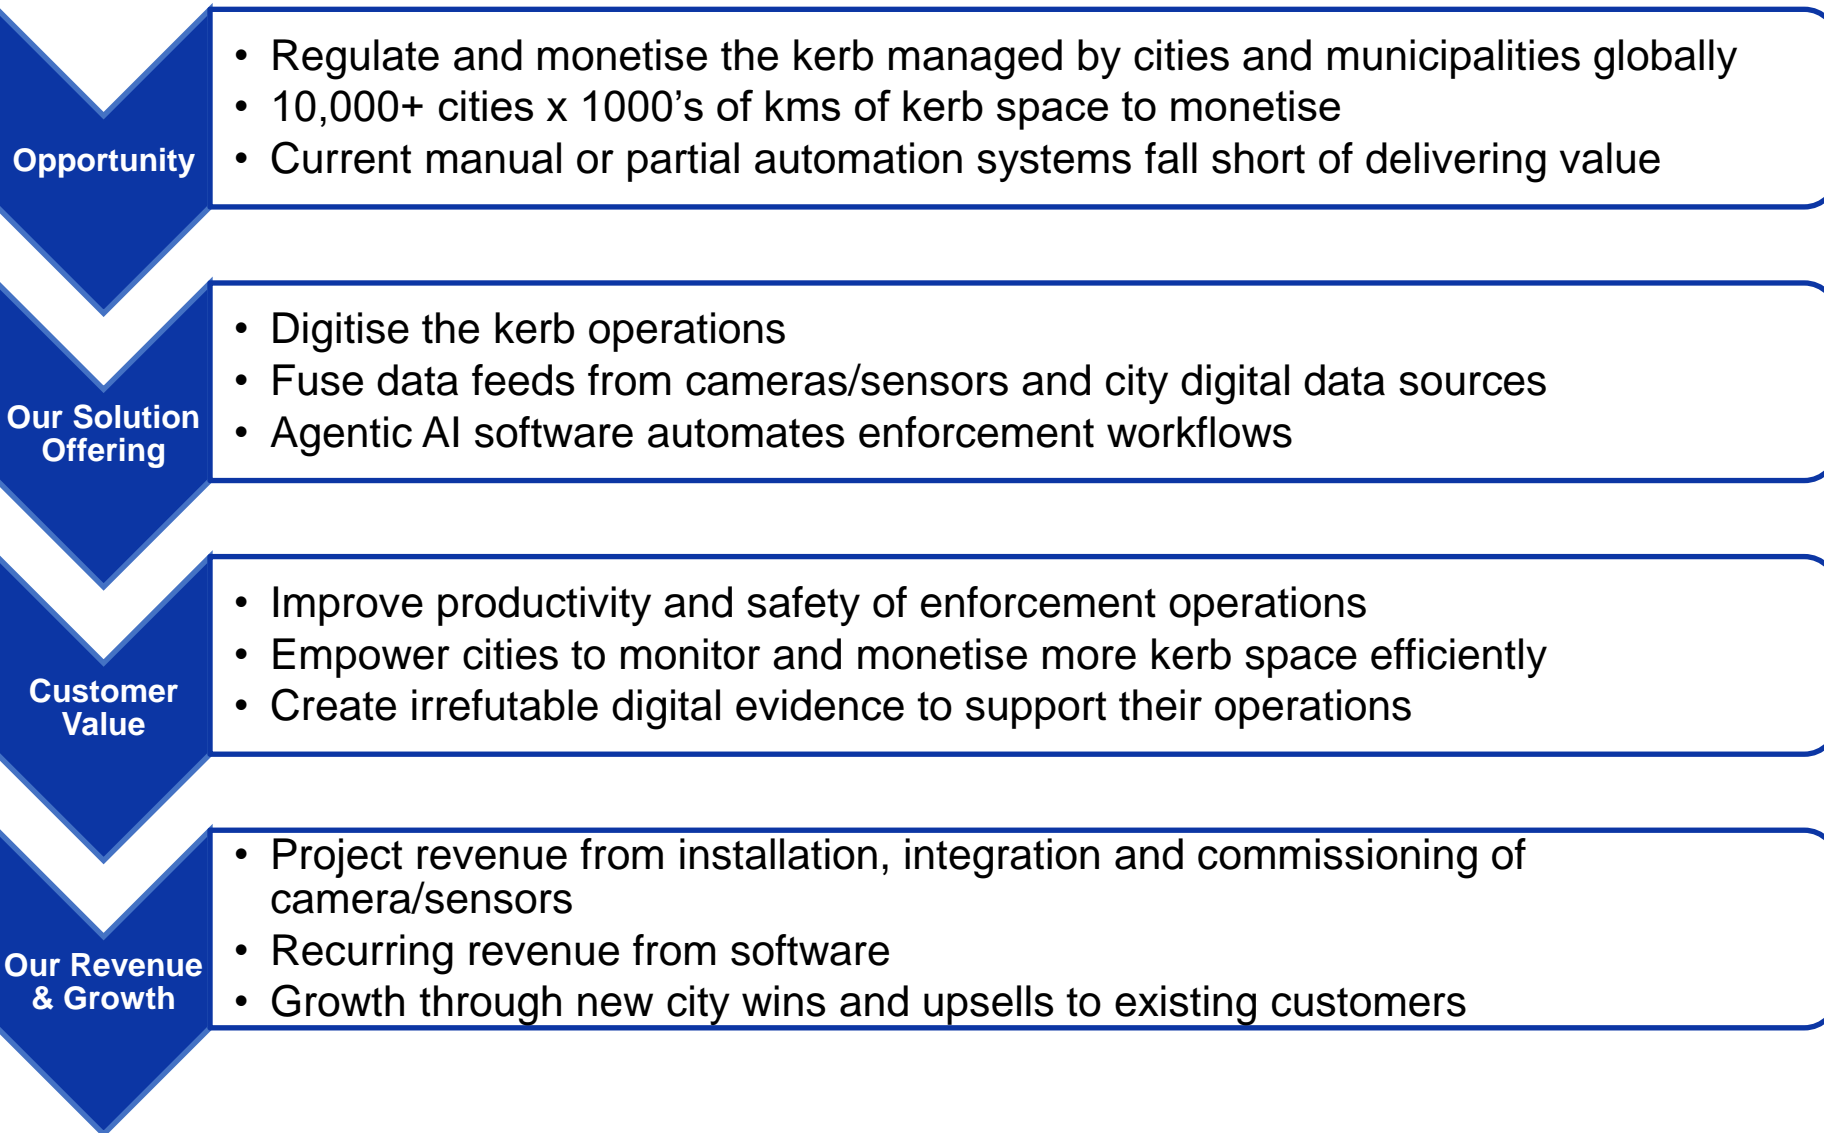 Opportunity
• Regulate and monetise the kerb managed by cities and municipalities globally
• 10,000+ cities x 1000’s of kms of kerb space to monetise
• Current manual or partial automation systems fall short of delivering value
Our Solution
Offering
• Digitise the kerb operations
• Fuse data feeds from cameras/sensors and city digital data sources
• Agentic AI software automates enforcement workflows
Customer
Value
• Improve productivity and safety of enforcement operations
• Empower cities to monitor and monetise more kerb space efficiently
• Create irrefutable digital evidence to support their operations
Our Revenue
& Growth
• Project revenue from installation, integration and commissioning of
camera/sensors
• Recurring revenue from software
• Growth through new city wins and upsells to existing customers